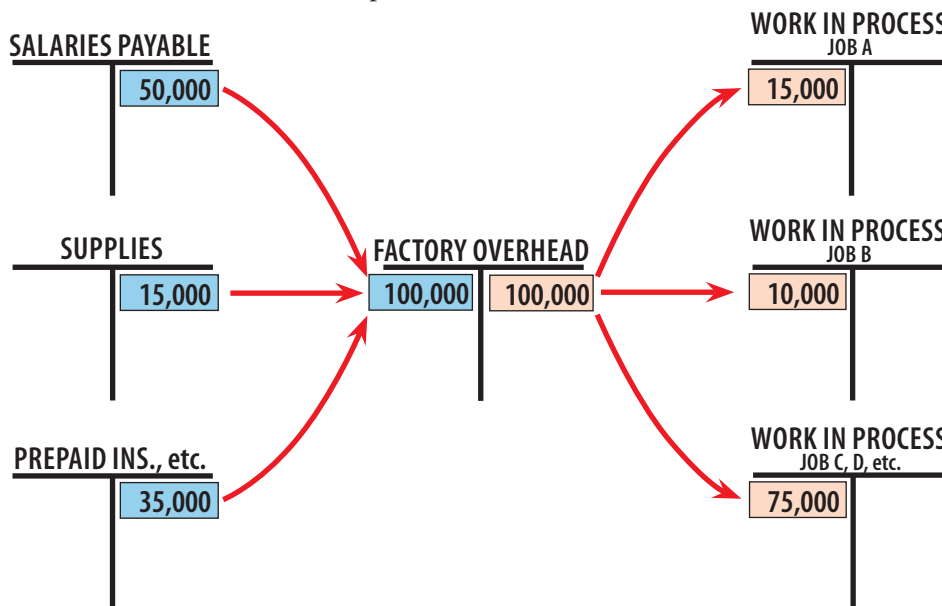 SALARIES PAYABLE
50,000
SUPPLIES
15,000
PREPAID INS., etc.
35,000
FACTORY OVERHEAD
100,000 100,000
WORK IN PROCESS
JOB A
15,000
WORK IN PROCESS
JOB B
10,000
WORK IN PROCESS
JOB C, D, etc.
75,000